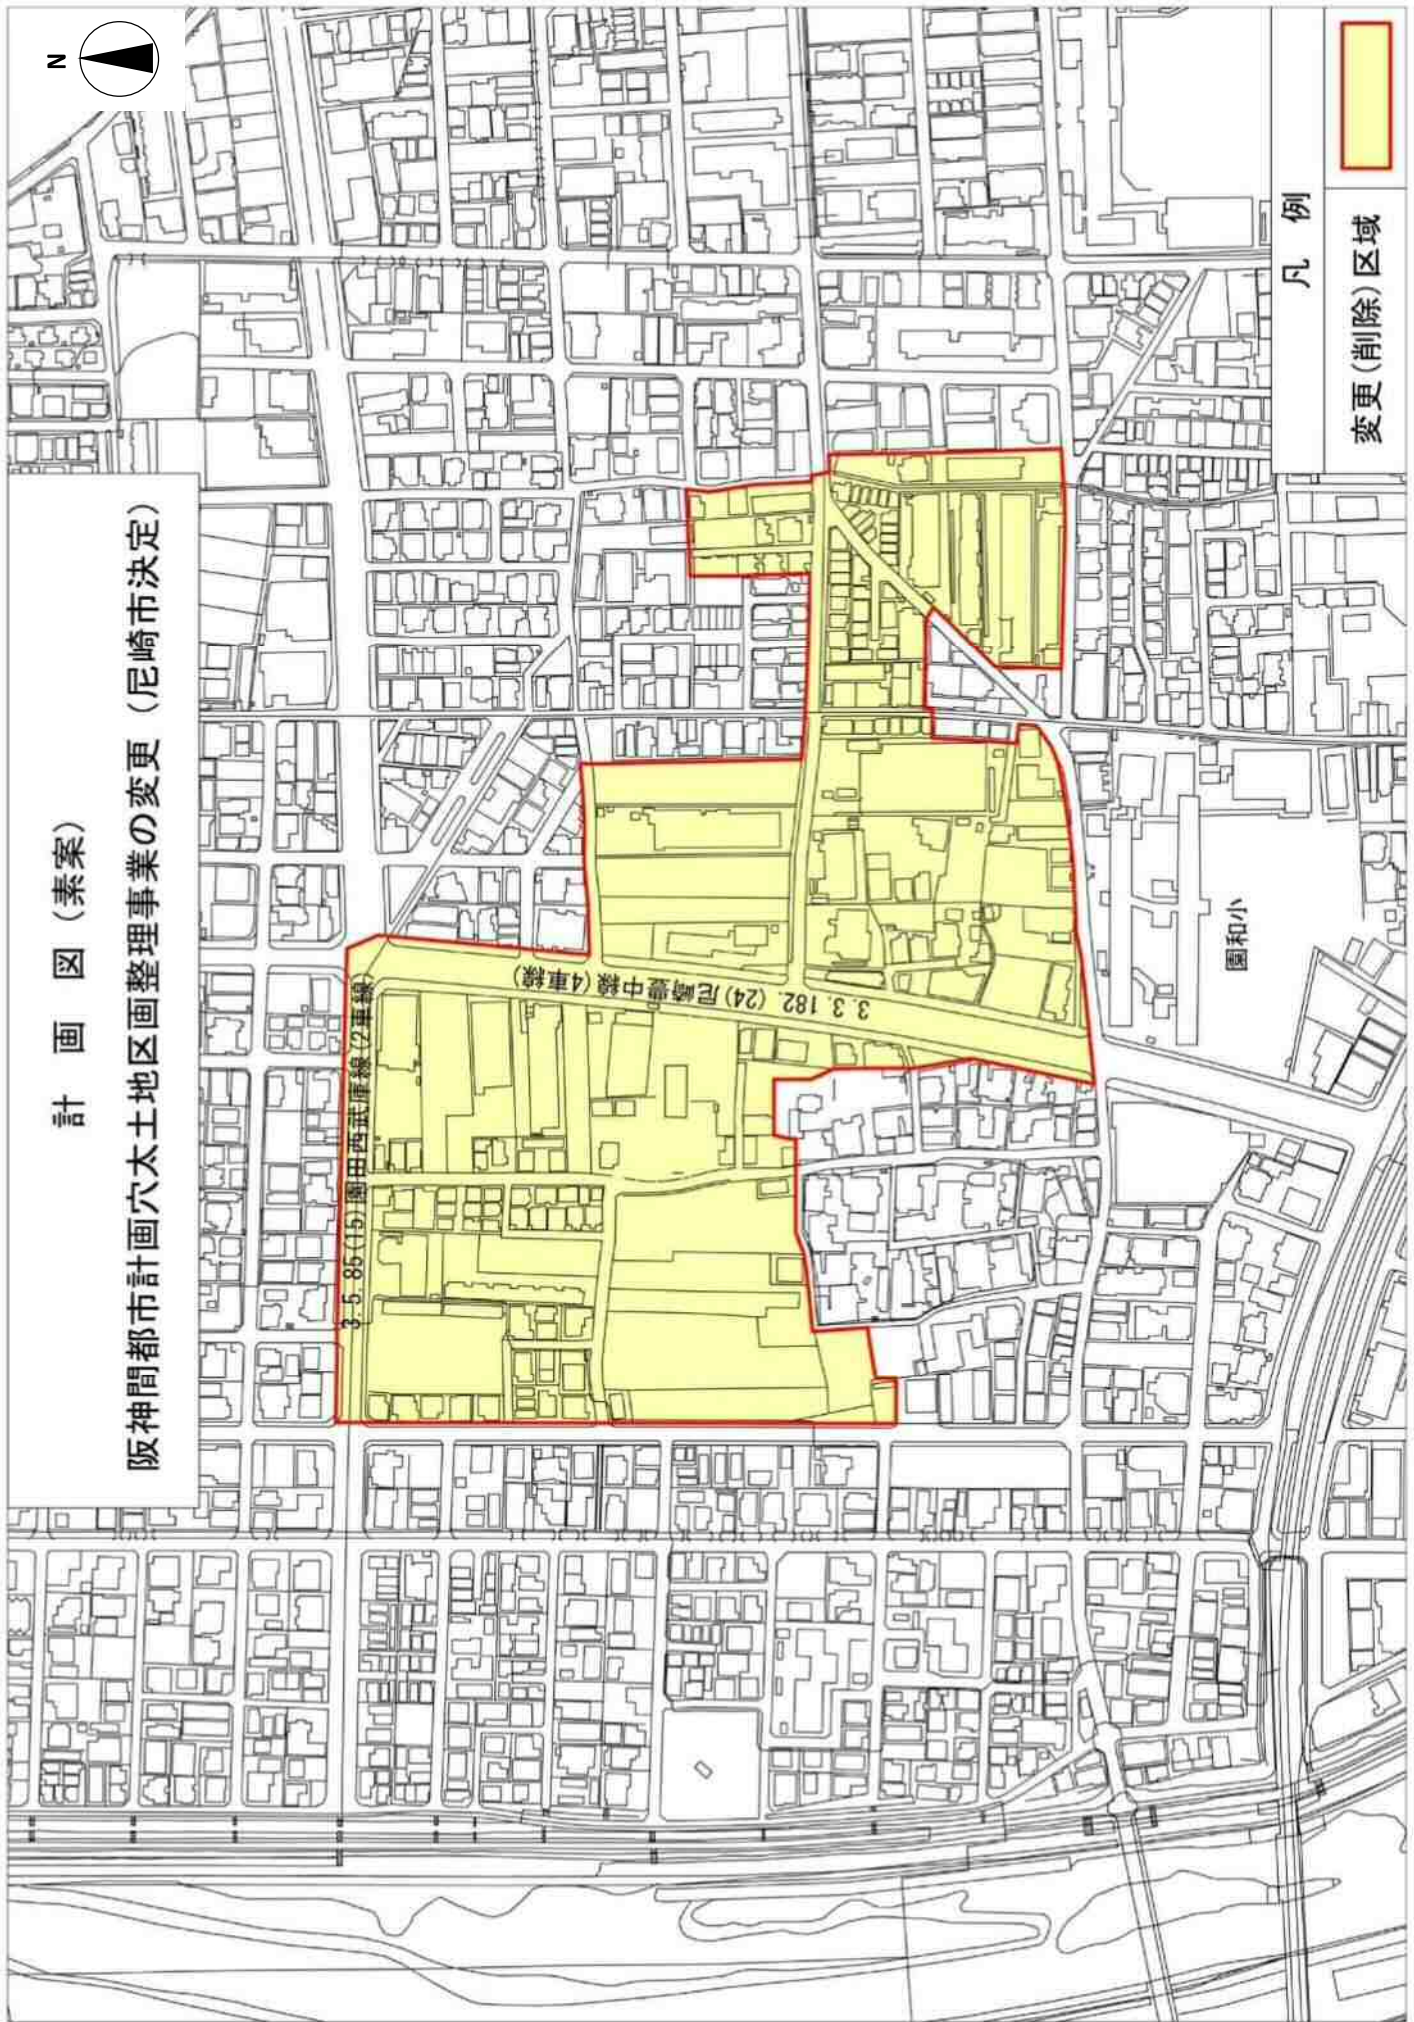 計画図（素案）
阪神間都市計画穴太土地区画整理事業の変更（尼崎市決定）
N
3.5.85(15)園田西武庫線(2車線)
3.3.182 (24)尼崎豊中線(4車線)
園和小
凡例
変更(削除)区域